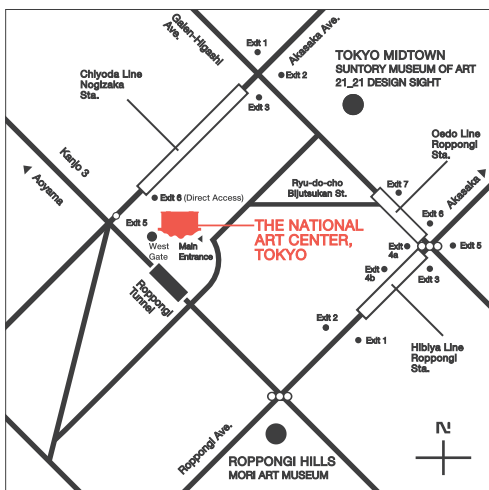 Gaien-Higashi
Ave.
Akasaka Ave.
Exit 1
Exit 2
Exit 3
TOKYO MIDTOWN
SUNTORY MUSEUM OF ART
21_21 DESIGN SIGHT
Chiyoda Line
Nogizaka
Sta.
Oedo Line
Roppongi
Sta.
Kanjo 3
Aoyama
Akasaka
Exit 6 (Direct Access)
Ryu-do-cho
Bijutsukan St.
Exit 7
Exit 6
Exit 5
Exit 5
West
Gate
Main
Entrance
THE NATIONAL
ART CENTER,
TOKYO
Exit
4a
Exit
4b
Exit 3
Roppongi
Tunnel
Exit 2
Exit 1
Hibiya Line
Roppongi
Sta.
Roppongi Ave.
ROPPONGI HILLS
MORI ART MUSEUM
N